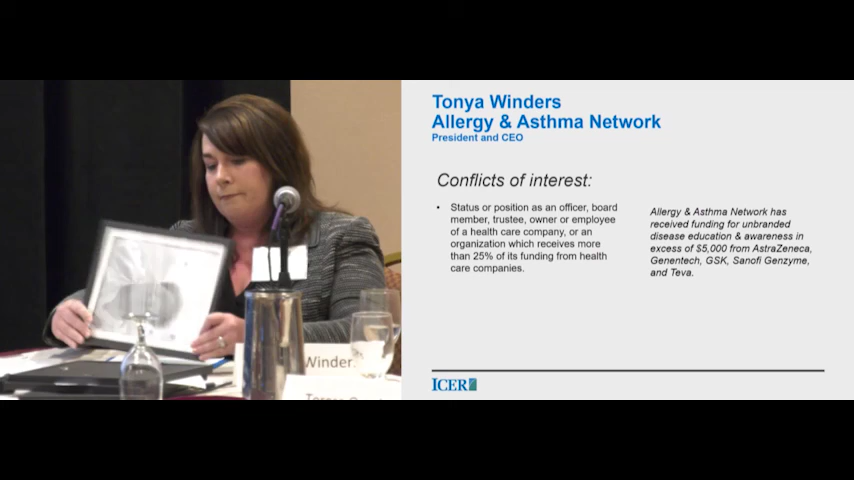 Tonya Winders
Allergy & Asthma Network
President and CEO
Conflicts of interest:
• Status or position as an officer, board
member, trustee, owner or employee
of a health care company, or an
organization which receives more
than 25% of its funding from health
care companies.
Allergy & Asthma Network has
received funding for unbranded
disease education & awareness in
excess of $5,000 from AstraZeneca,
Genentech, GSK, Sanofi Genzyme,
and Teva.
ICER
Winder